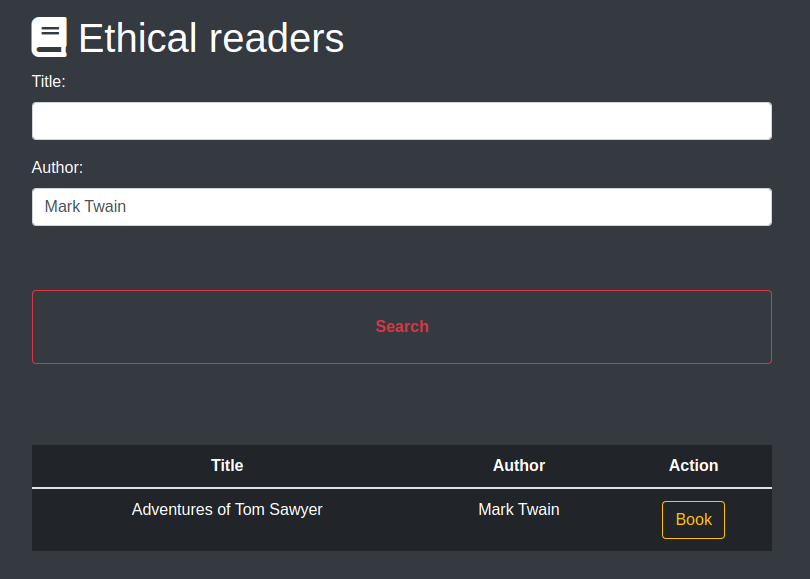 Ethical readers
Title:
Author:
Mark Twain
Search
Title Author Action
Adventures of Tom Sawyer Mark Twain Book